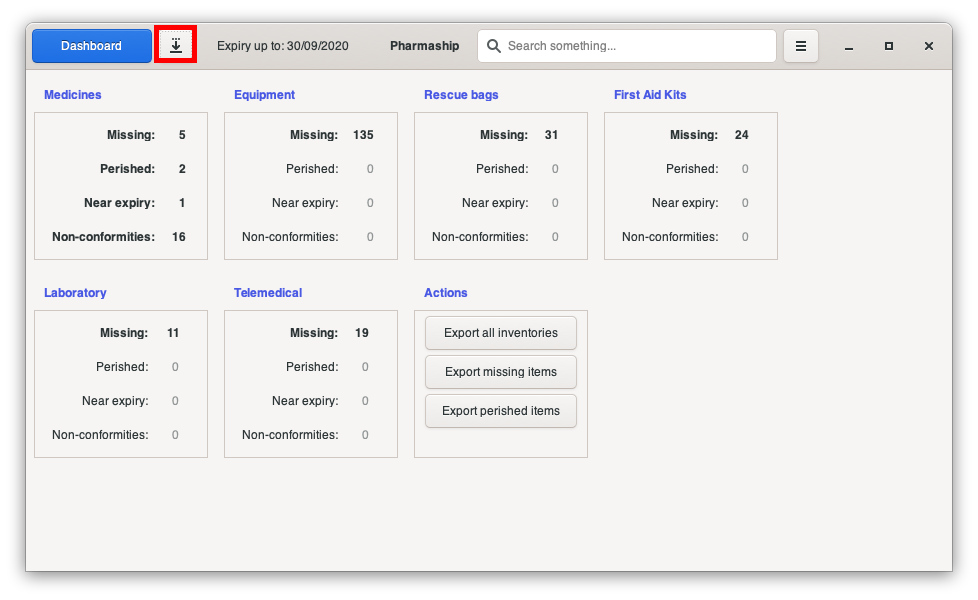 Dashboard
Expiry up to: 30/09/2020
Pharmaship
Search something...
Medicines
Missing: 5
Perished: 2
Near expiry: 1
Non-conformities: 16
Equipment
Missing: 135
Perished: 0
Near expiry: 0
Non-conformities: 0
Rescue bags
Missing: 31
Perished: 0
Near expiry: 0
Non-conformities: 0
First Aid Kits
Missing: 24
Perished: 0
Near expiry: 0
Non-conformities: 0
Laboratory
Missing: 11
Perished: 0
Near expiry: 0
Non-conformities: 0
Telemedical
Missing: 19
Perished: 0
Near expiry: 0
Non-conformities: 0
Actions
Export all inventories
Export missing items
Export perished items